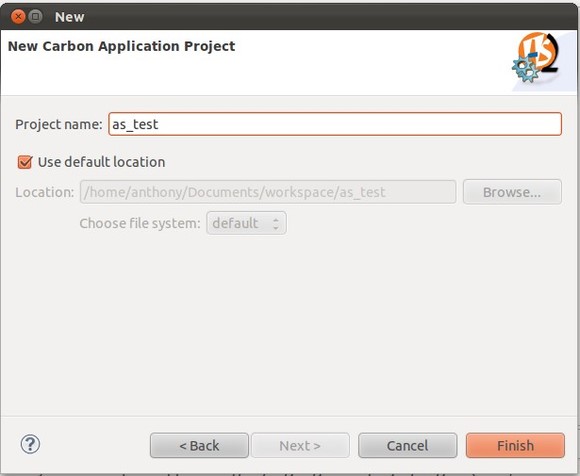 New
New Carbon Application Project
Project name: as_test
Use default location
Location: /home/anthony/Documents/workspace/as_test Browse...
Choose file system: default
? < Back Next > Cancel Finish